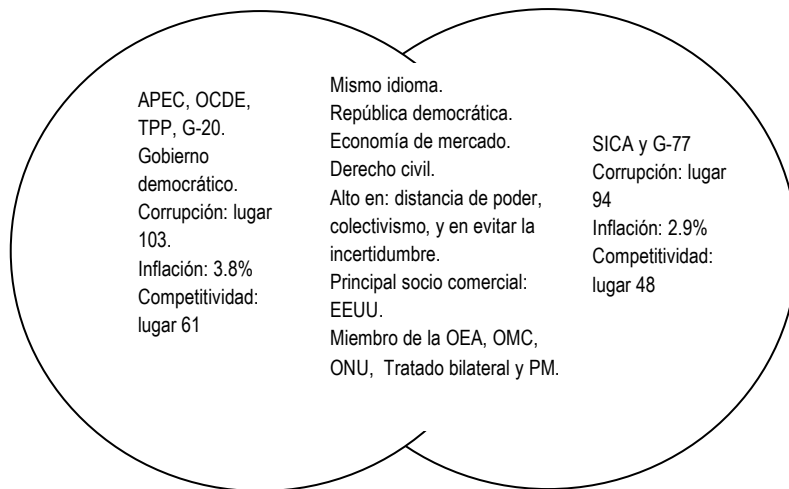 APEC, OCDE,
TPP, G-20.
Gobierno
democrático.
Corrupción: lugar
103.
Inflación: 3.8%
Competitividad:
lugar 61
Mismo idioma.
República democrática.
Economía de mercado.
Derecho civil.
Alto en: distancia de poder,
colectivismo, y en evitar la
incertidumbre.
Principal socio comercial:
EEUU.
Miembro de la OEA, OMC,
ONU, Tratado bilateral y PM.
SICA y G-77
Corrupción: lugar
94
Inflación: 2.9%
Competitividad:
lugar 48